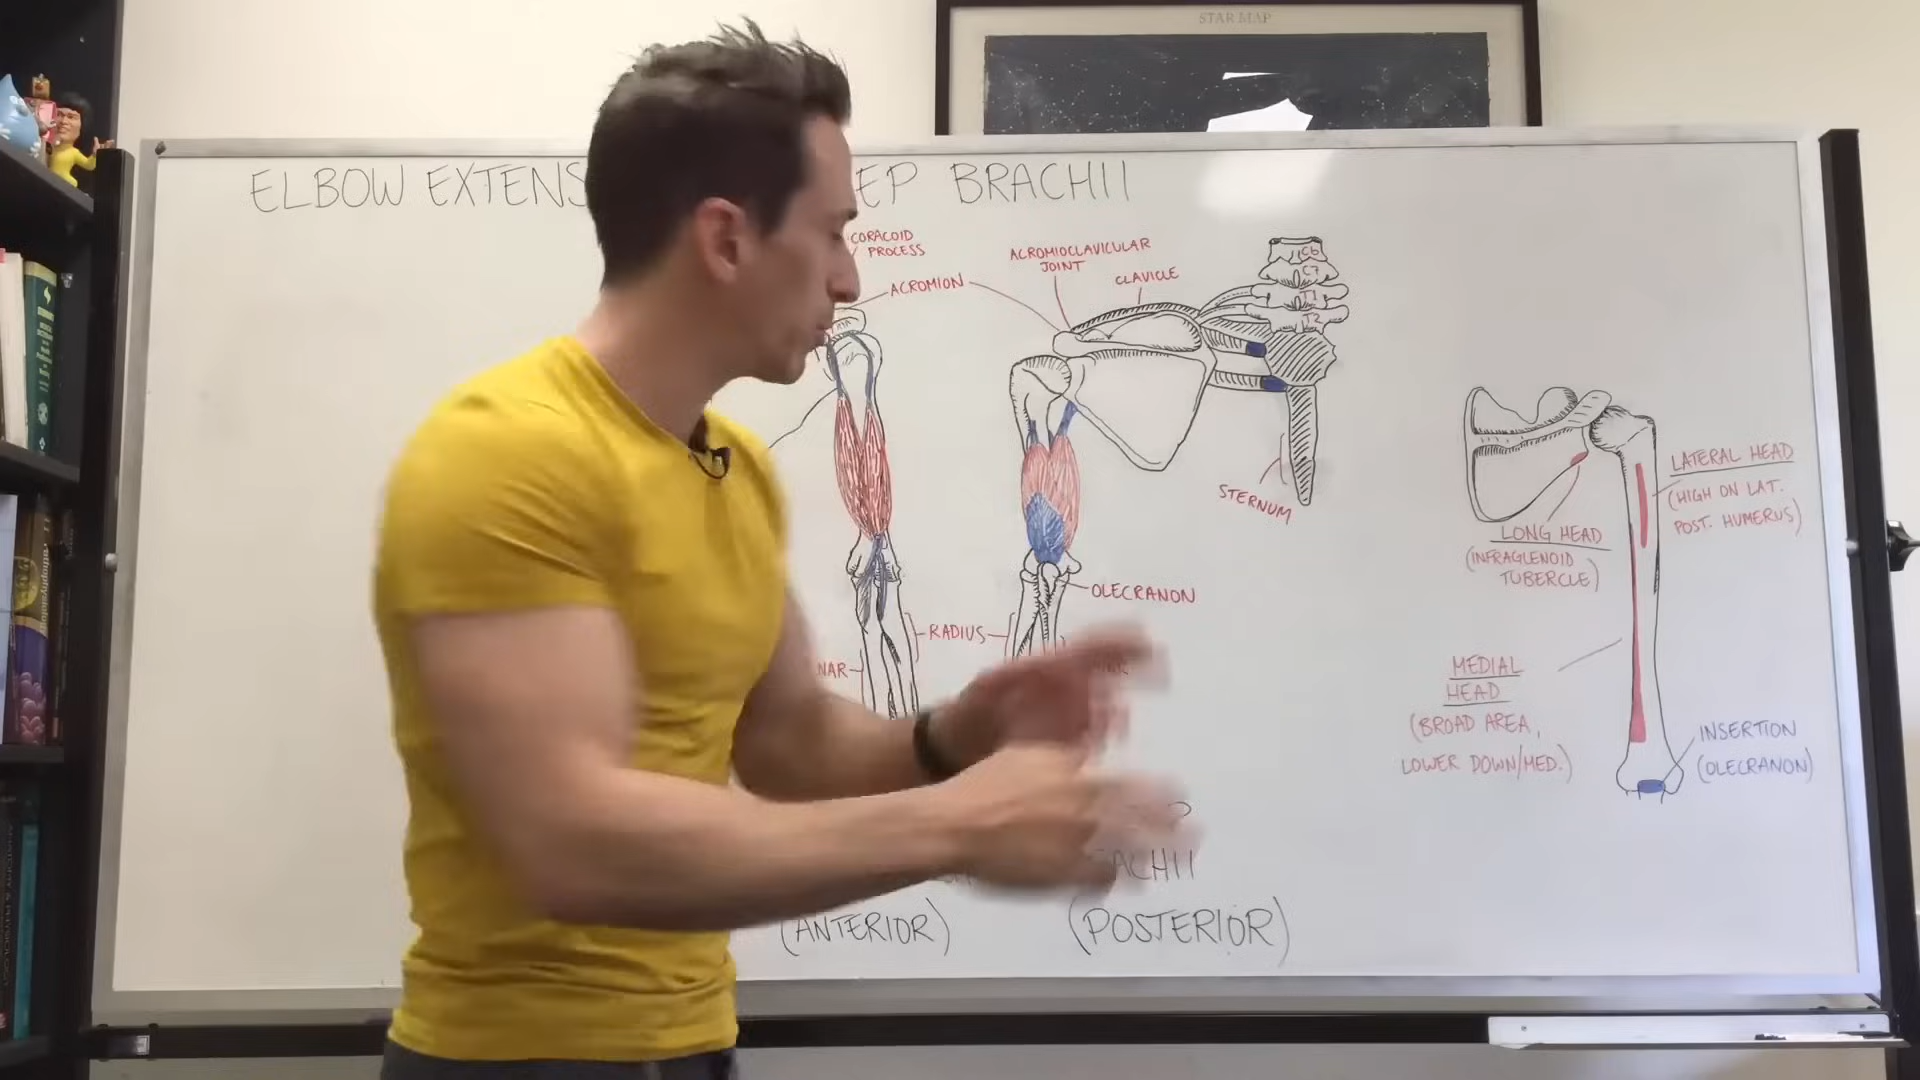 STAR MAP
ELBOW EXTENS
EP BRACHII
CORACOID
PROCESS
ACROMION
ACROMIOCLAVICULAR
JOINT
CLAVICLE
C6
C7
T1
T2
STERNUM
OLECRANON
RADIUS
NAR
ACHII
(ANTERIOR)
(POSTERIOR)
LATERAL HEAD
(HIGH ON LAT.
POST. HUMERUS)
LONG HEAD
(INFRAGLENOID
TUBERCLE)
MEDIAL
HEAD
(BROAD AREA,
LOWER DOWN/MED.)
INSERTION
(OLECRANON)